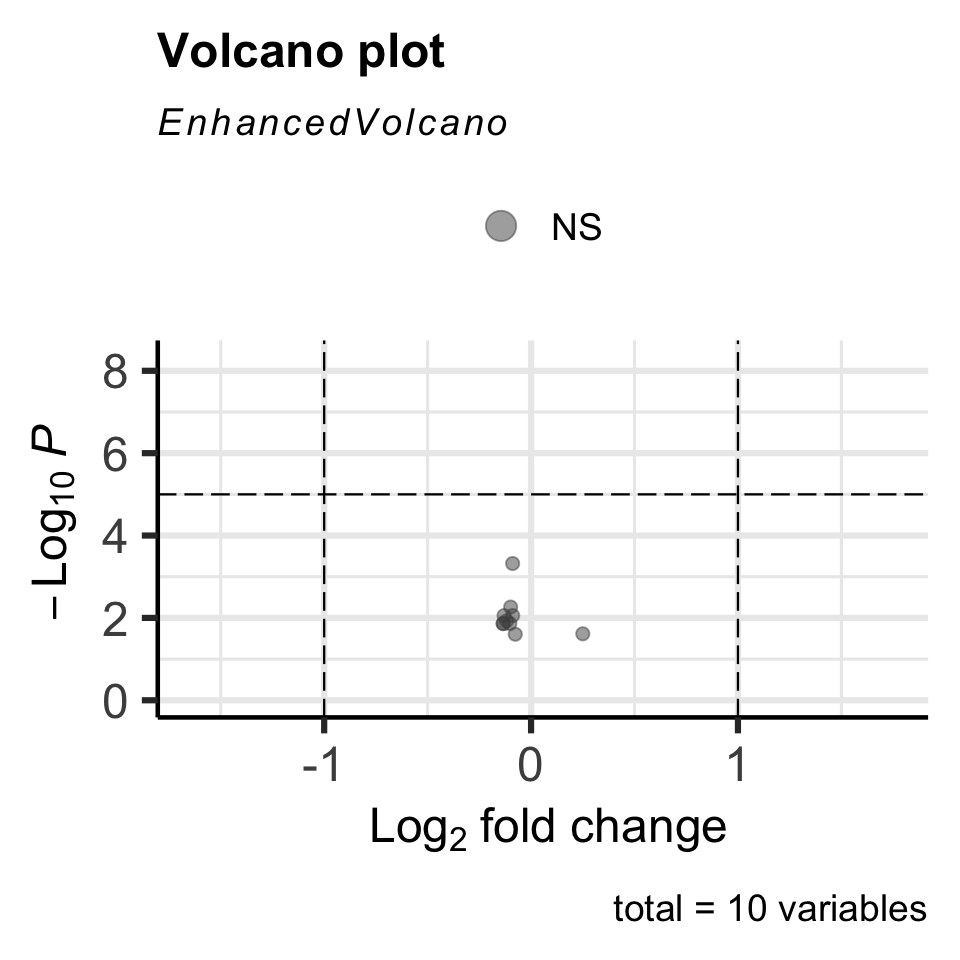 Volcano plot
EnhancedVolcano
NS
8
6
4
2
0
−Log10 P
-1 0 1
Log2 fold change
total = 10 variables